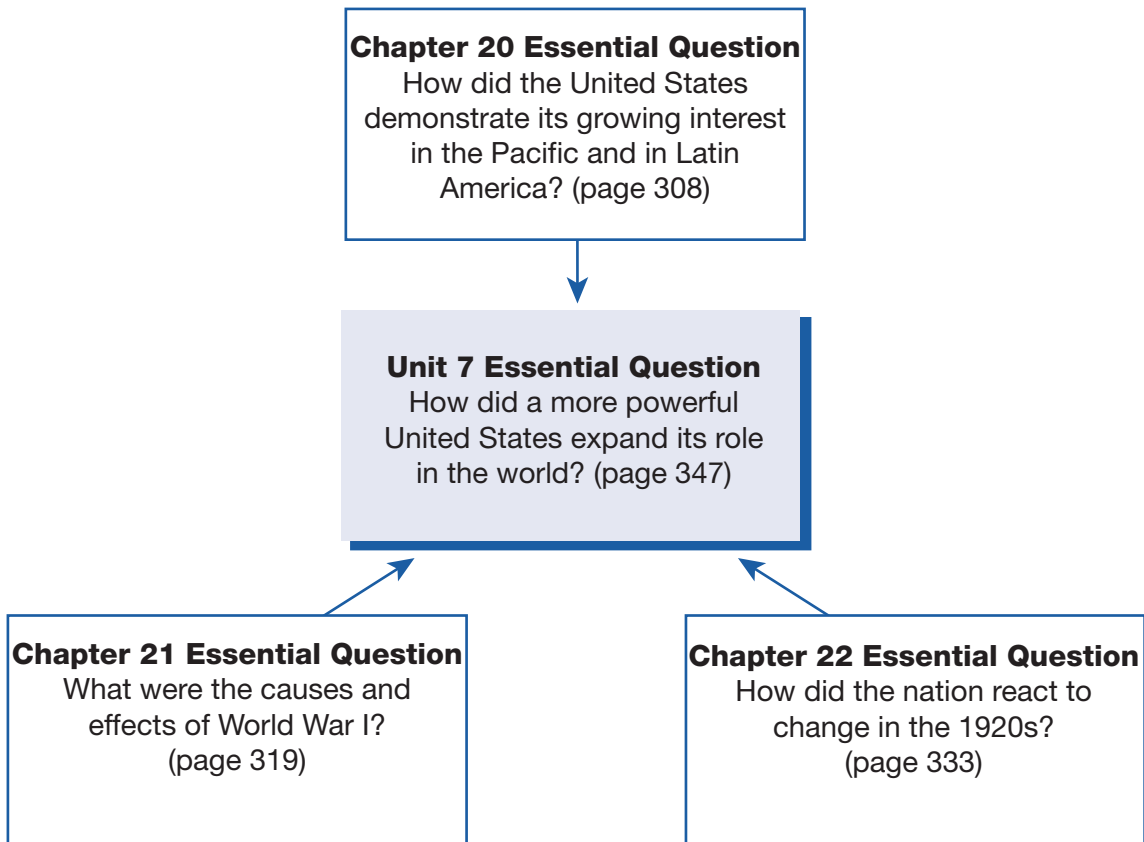 Chapter 20 Essential Question
How did the United States
demonstrate its growing interest
in the Pacific and in Latin
America? (page 308)
Unit 7 Essential Question
How did a more powerful
United States expand its role
in the world? (page 347)
Chapter 21 Essential Question
What were the causes and
effects of World War I?
(page 319)
Chapter 22 Essential Question
How did the nation react to
change in the 1920s?
(page 333)